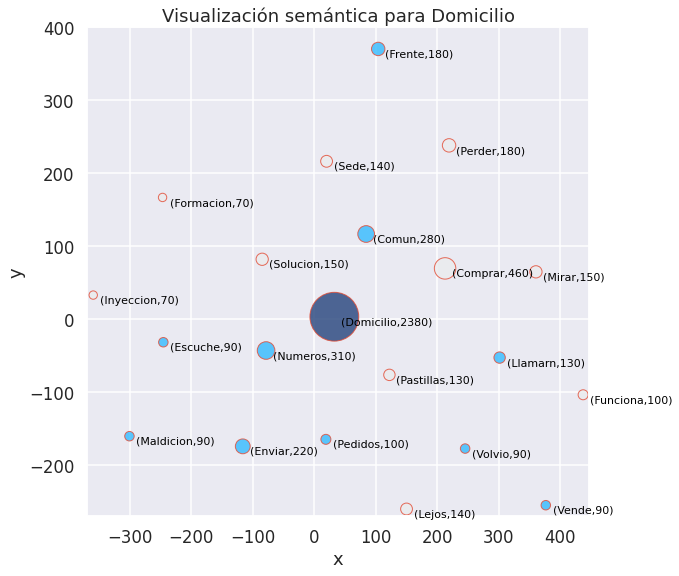 Visualización semántica para Domicilio
400
(Frente,180)
300
(Perder,180)
(Sede,140)
200
(Formacion,70)
(Comun,280)
100
(Solucion,150)
(Comprar,460)
(Mirar,150)
y
(Inyeccion,70)
0
(Domicilio,2380)
(Escuche,90)
(Numeros,310)
(Llamarn,130)
(Pastillas,130)
−100
(Funciona,100)
(Maldicion,90)
(Enviar,220)
(Pedidos,100)
(Volvio,90)
−200
(Lejos,140)
(Vende,90)
−300 −200 −100 0 100 200 300 400
x